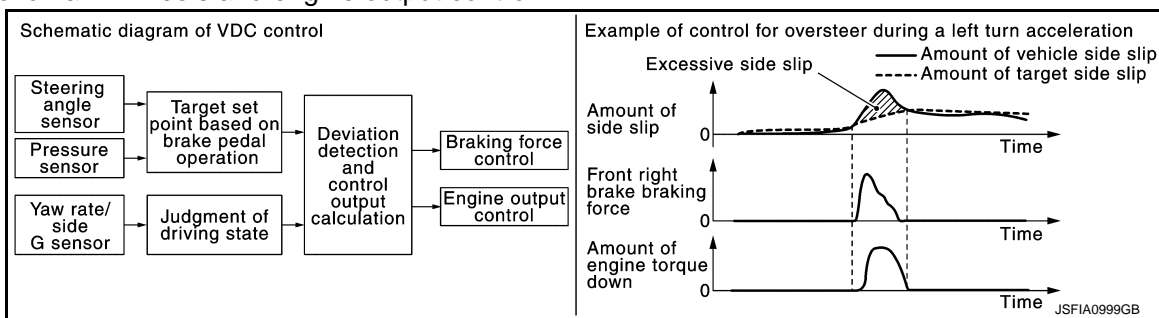 Schematic diagram of VDC control
Steering
angle
sensor
Pressure
sensor
Yaw rate/
side
G sensor
Target set
point based on
brake pedal
operation
Judgment of
driving state
Deviation
detection
and
control
output
calculation
Braking force
control
Engine output
control
Example of control for oversteer during a left turn acceleration
Amount of vehicle side slip
Amount of target side slip
Excessive side slip
Amount of
side slip
0
Time
Front right
brake braking
force
0
Time
Amount of
engine torque
down
0
Time
JSFIA0999GB